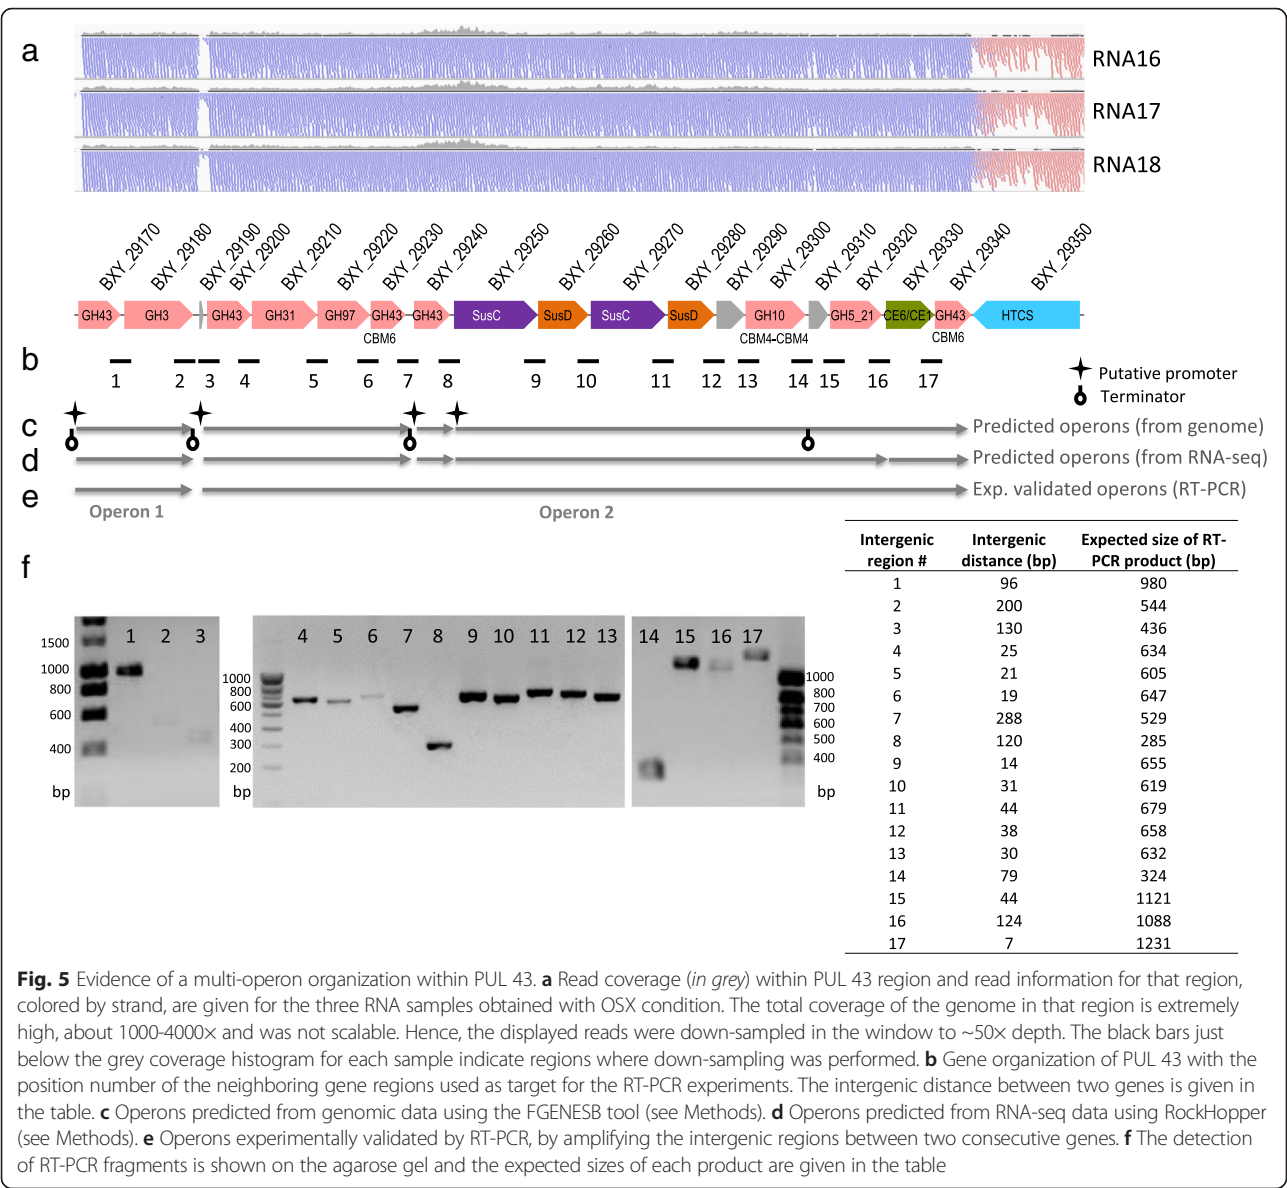 a
RNA16
RNA17
RNA18
BXY_29170
BXY_29180
BXY_29190
BXY_29200
BXY_29210
BXY_29220
BXY_29230
BXY_29240
BXY_29250
BXY_29260
BXY_29270
BXY_29280
BXY_29290
BXY_29300
BXY_29310
BXY_29320
BXY_29330
BXY_29340
BXY_29350
GH43 GH3 GH43 GH31 GH97 GH43 GH43 SusC SusD SusC SusD GH10 GH5_21 CE6/CE1 GH43 HTCS
CBM6 CBM4-CBM4 CBM6
b
1 2 3 4 5 6 7 8 9 10 11 12 13 14 15 16 17
Putative promoter
Terminator
c Predicted operons (from genome)
d Predicted operons (from RNA-seq)
e Exp. validated operons (RT-PCR)
Operon 1 Operon 2
f
1500
1000
800
600
400
bp
1 2 3
1000
800
600
400
300
200
bp
4 5 6 7 8 9 10 11 12 13
14 15 16 17
1000
800
700
600
500
400
bp
Intergenic region # Intergenic distance (bp) Expected size of RT-PCR product (bp)
1 96 980
2 200 544
3 130 436
4 25 634
5 21 605
6 19 647
7 288 529
8 120 285
9 14 655
10 31 619
11 44 679
12 38 658
13 30 632
14 79 324
15 44 1121
16 124 1088
17 7 1231
Fig. 5 Evidence of a multi-operon organization within PUL 43. a Read coverage (in grey) within PUL 43 region and read information for that region,
colored by strand, are given for the three RNA samples obtained with OSX condition. The total coverage of the genome in that region is extremely
high, about 1000-4000× and was not scalable. Hence, the displayed reads were down-sampled in the window to ~50× depth. The black bars just
below the grey coverage histogram for each sample indicate regions where down-sampling was performed. b Gene organization of PUL 43 with the
position number of the neighboring gene regions used as target for the RT-PCR experiments. The intergenic distance between two genes is given in
the table. c Operons predicted from genomic data using the FGENESB tool (see Methods). d Operons predicted from RNA-seq data using RockHopper
(see Methods). e Operons experimentally validated by RT-PCR, by amplifying the intergenic regions between two consecutive genes. f The detection
of RT-PCR fragments is shown on the agarose gel and the expected sizes of each product are given in the table